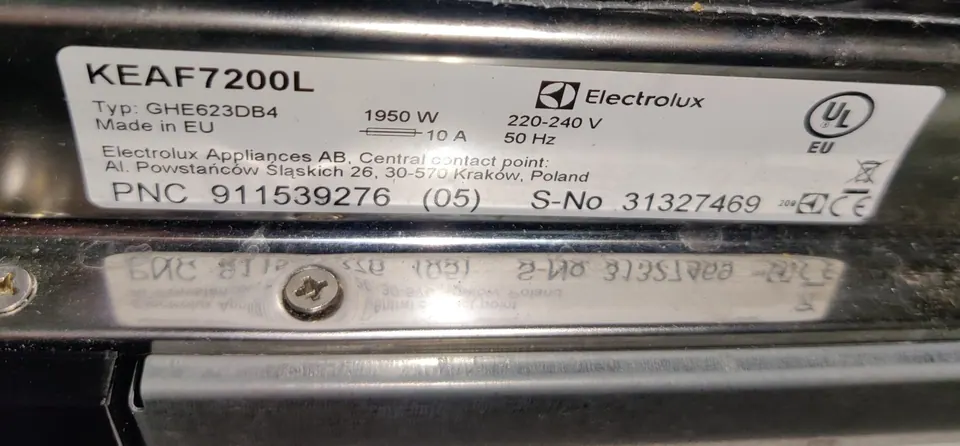 KEAF7200L
Typ: GHE623DB4
Made in EU
1950 W
10 A
Electrolux
220-240 V
50 Hz
UL
EU
Electrolux Appliances AB, Central contact point:
Al. Powstańców Śląskich 26, 30-570 Kraków, Poland
PNC 911539276 (05) S-No 31327469
CE